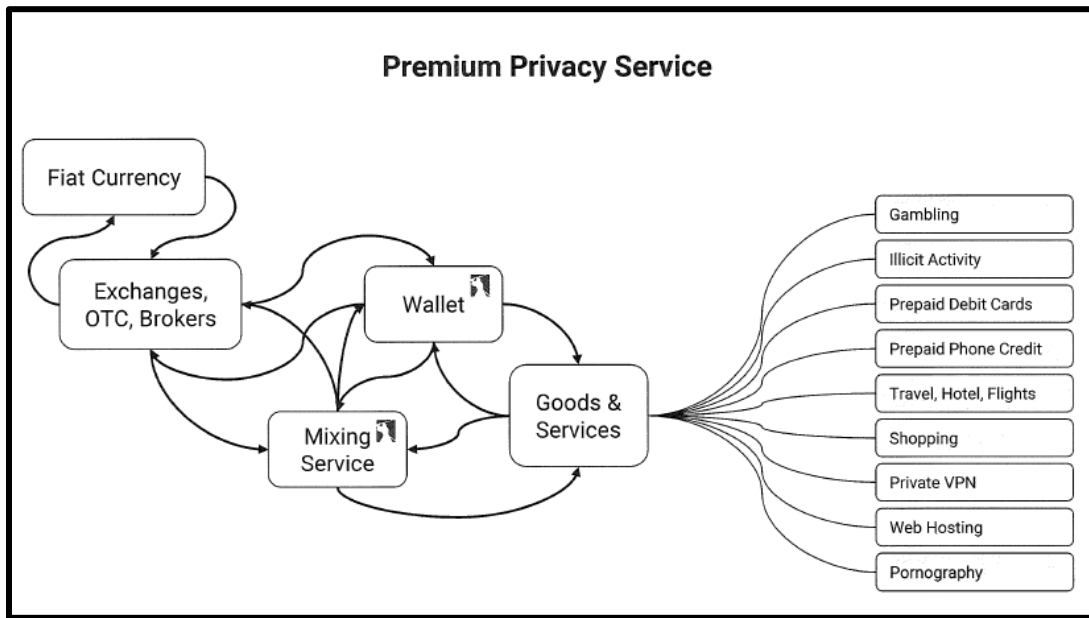 Premium Privacy Service
Fiat Currency
Exchanges,
OTC, Brokers
Wallet
Mixing
Service
Goods &
Services
Gambling
Illicit Activity
Prepaid Debit Cards
Prepaid Phone Credit
Travel, Hotel, Flights
Shopping
Private VPN
Web Hosting
Pornography